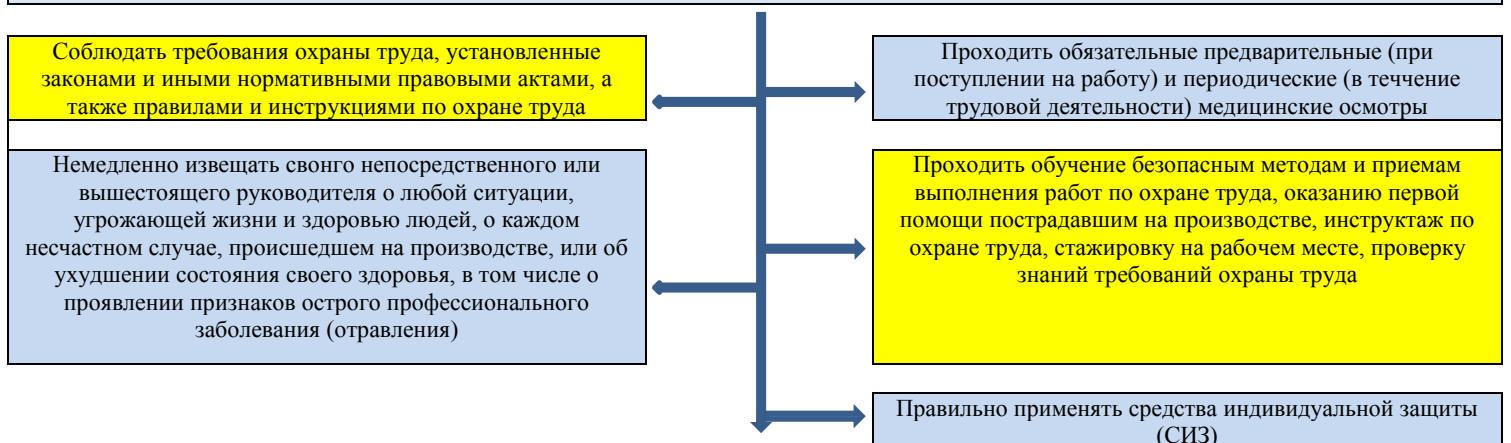 Соблюдать требования охраны труда, установленные
законами и иными нормативными правовыми актами, а
также правилами и инструкциями по охране труда
Проходить обязательные предварительные (при
поступлении на работу) и периодические (в теччение
трудовой деятельности) медицинские осмотры
Немедленно извещать свонго непосредственного или
вышестоящего руководителя о любой ситуации,
угрожающей жизни и здоровью людей, о каждом
несчастном случае, происшедшем на производстве, или об
ухудшении состояния своего здоровья, в том числе о
проявлении признаков острого профессионального
заболевания (отравления)
Проходить обучение безопасным методам и приемам
выполнения работ по охране труда, оказанию первой
помощи пострадавшим на производстве, инструктаж по
охране труда, стажировку на рабочем месте, проверку
знаний требований охраны труда
Правильно применять средства индивидуальной защиты
(СИЗ)